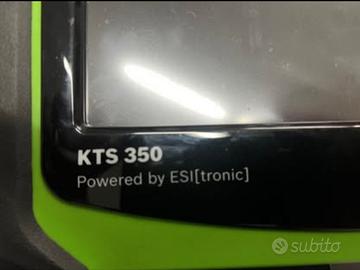 KTS 350
Powered by ESI[tronic]
subito